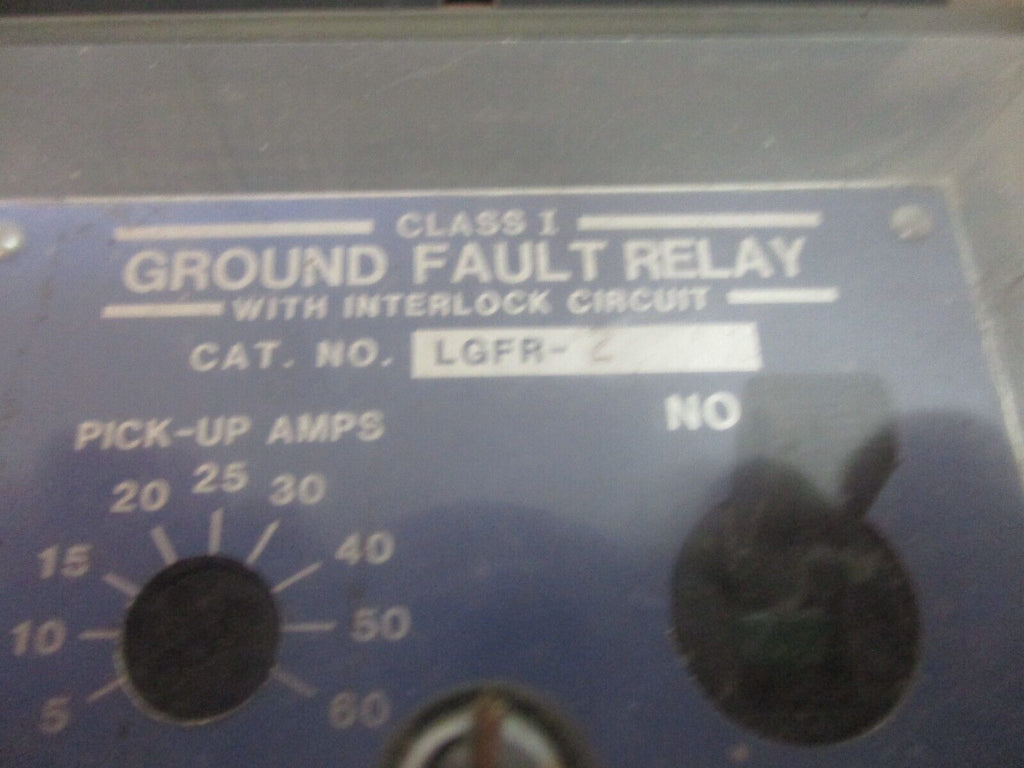 CLASS I
GROUND FAULT RELAY
WITH INTERLOCK CIRCUIT
CAT. NO. LGFR-
NO
PICK-UP AMPS
5
10
15
20
25
30
40
50
60